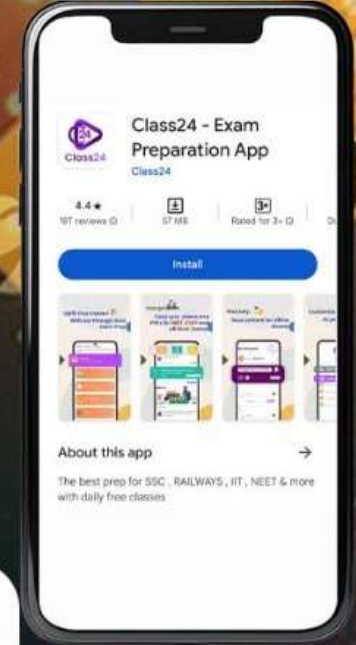 24
Class24
Class24 - Exam
Preparation App
Class24
4.4★
reviews
57 MB
3+
Rated for 3+
Install
About this app
→
The best prep for SSC , RAILWAYS , IIT , NEET & more
with daily free classes